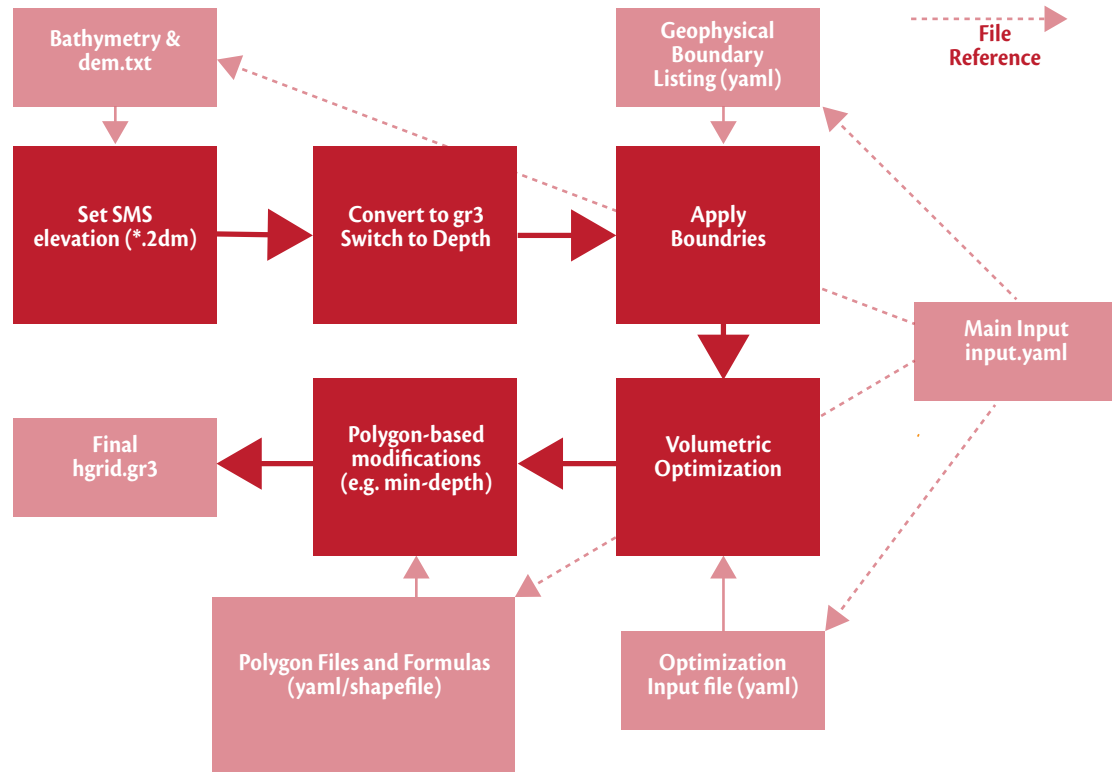 Bathymetry &
dem.txt
Geophysical
Boundary
Listing (yaml)
File
Reference
Set SMS
elevation (*.2dm)
Convert to gr3
Switch to Depth
Apply
Boundries
Main Input
input.yaml
Final
hgrid.gr3
Polygon-based
modifications
(e.g. min-depth)
Volumetric
Optimization
Polygon Files and Formulas
(yaml/shapefile)
Optimization
Input file (yaml)